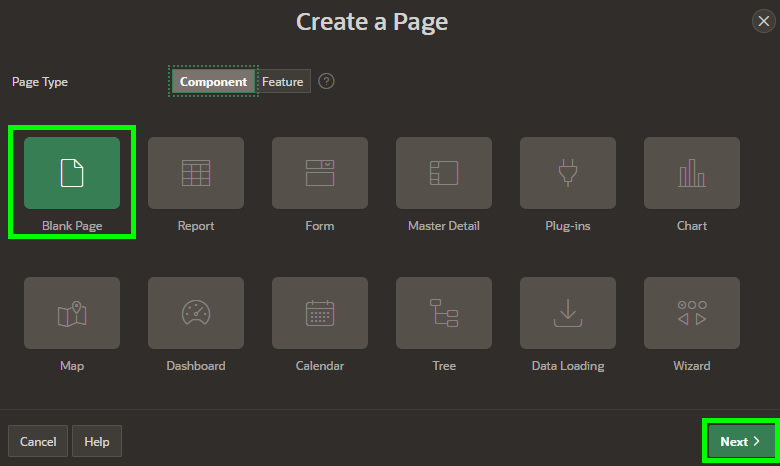 Create a Page
Page Type Component Feature
Blank Page Report Form Master Detail Plug-ins Chart
Map Dashboard Calendar Tree Data Loading Wizard
Cancel Help Next